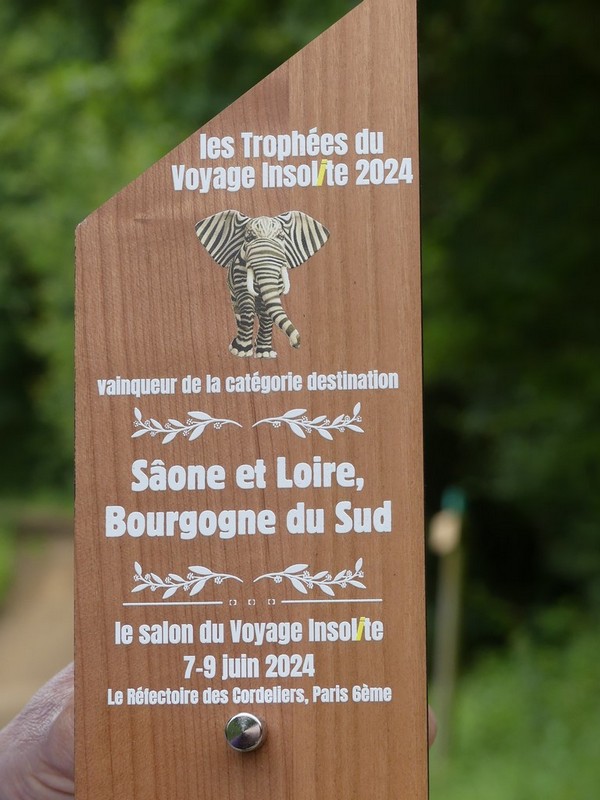 les Trophées du
Voyage Insolite 2024
vainqueur de la catégorie destination
Sâone et Loire,
Bourgogne du Sud
le salon du Voyage Insolite
7-9 juin 2024
Le Réfectoire des Cordeliers, Paris 6ème